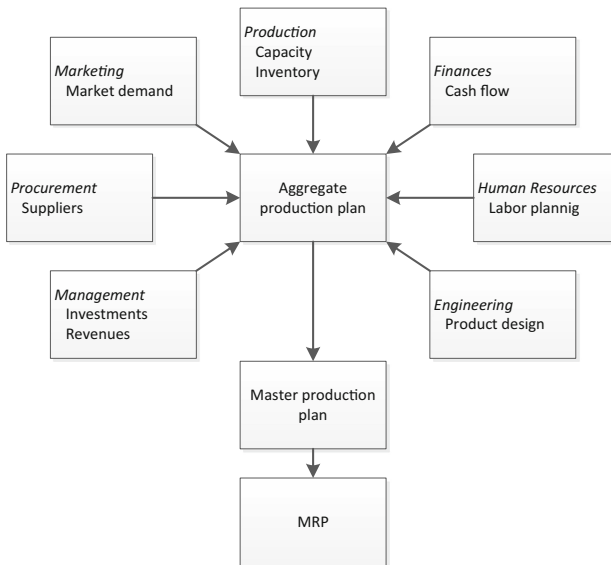 Production
Capacity
Inventory
Marketing
Market demand
Finances
Cash flow
Procurement
Suppliers
Aggregate
production plan
Human Resources
Labor plannig
Management
Investments
Revenues
Engineering
Product design
Master production
plan
MRP